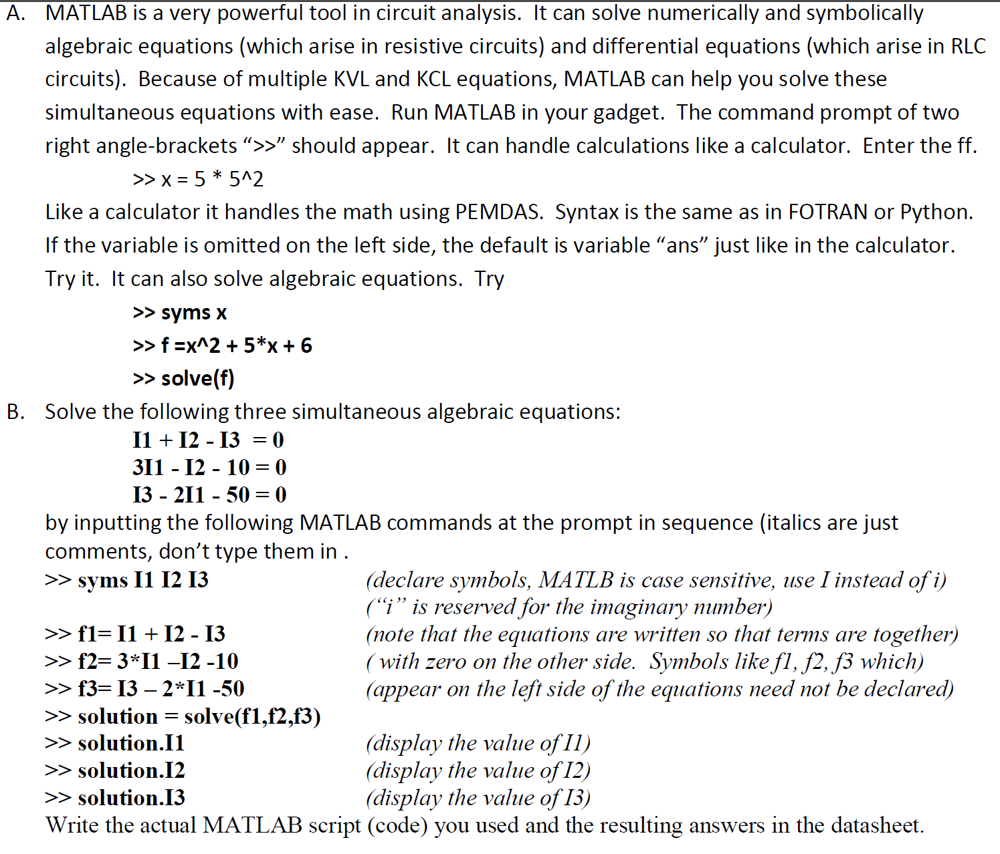 A. MATLAB is a very powerful tool in circuit analysis. It can solve numerically and symbolically
algebraic equations (which arise in resistive circuits) and differential equations (which arise in RLC
circuits). Because of multiple KVL and KCL equations, MATLAB can help you solve these
simultaneous equations with ease. Run MATLAB in your gadget. The command prompt of two
right angle-brackets “>>” should appear. It can handle calculations like a calculator. Enter the ff.
>> x = 5 * 5^2
Like a calculator it handles the math using PEMDAS. Syntax is the same as in FOTRAN or Python.
If the variable is omitted on the left side, the default is variable “ans” just like in the calculator.
Try it. It can also solve algebraic equations. Try
>> syms x
>> f =x^2 + 5*x + 6
>> solve(f)
B. Solve the following three simultaneous algebraic equations:
I1 + I2 - I3 = 0
3I1 - I2 - 10 = 0
I3 - 2I1 - 50 = 0
by inputting the following MATLAB commands at the prompt in sequence (italics are just
comments, don’t type them in .
>> syms I1 I2 I3 (declare symbols, MATLB is case sensitive, use I instead of i)
(“i” is reserved for the imaginary number)
>> f1= I1 + I2 - I3 (note that the equations are written so that terms are together)
>> f2= 3*I1 –I2 -10 ( with zero on the other side. Symbols like f1, f2, f3 which)
>> f3= I3 – 2*I1 -50 (appear on the left side of the equations need not be declared)
>> solution = solve(f1,f2,f3)
>> solution.I1 (display the value of I1)
>> solution.I2 (display the value of I2)
>> solution.I3 (display the value of I3)
Write the actual MATLAB script (code) you used and the resulting answers in the datasheet.